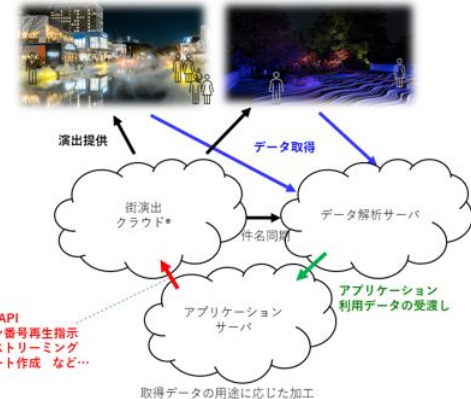 演出提供
データ取得
街演出
クラウド®
データ解析サーバ
件名同期
アプリケーション
利用データの受渡し
アプリケーション
サーバ
API
番号再生指示
ストリーミング
ート作成 など…
取得データの用途に応じた加工